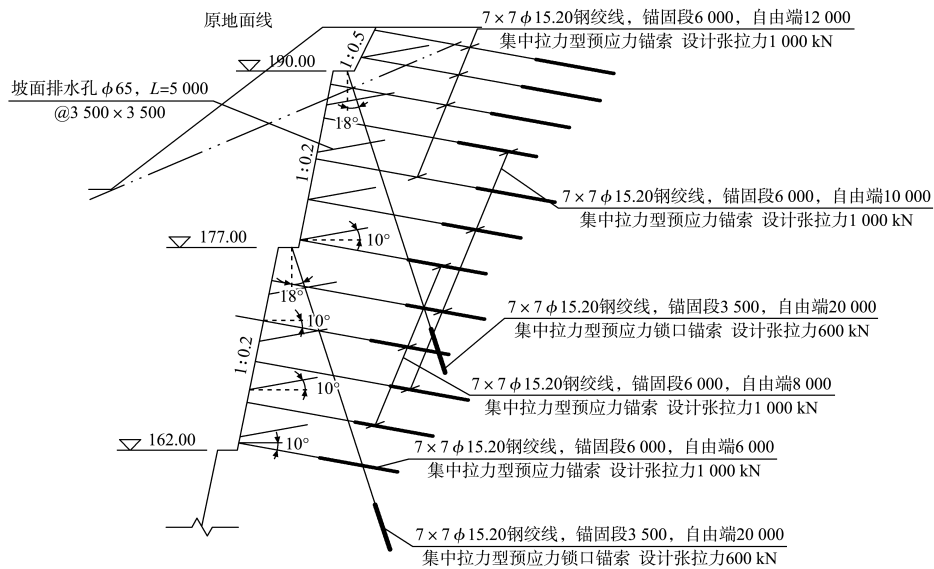 原地面线
7×7ϕ15.20钢绞线，锚固段6 000，自由端12 000
集中拉力型预应力锚索 设计张拉力1 000 kN
1:0.5
190.00
坡面排水孔ϕ65，L=5 000
@3 500×3 500
18°
1:0.2
7×7ϕ15.20钢绞线，锚固段6 000，自由端10 000
集中拉力型预应力锚索 设计张拉力1 000 kN
177.00
10°
18°
7×7ϕ15.20钢绞线，锚固段3 500，自由端20 000
集中拉力型预应力锁口锚索 设计张拉力600 kN
10°
1:0.2
10°
7×7ϕ15.20钢绞线，锚固段6 000，自由端8 000
集中拉力型预应力锚索 设计张拉力1 000 kN
162.00
10°
7×7ϕ15.20钢绞线，锚固段6 000，自由端6 000
集中拉力型预应力锚索 设计张拉力1 000 kN
7×7ϕ15.20钢绞线，锚固段3 500，自由端20 000
集中拉力型预应力锁口锚索 设计张拉力600 kN